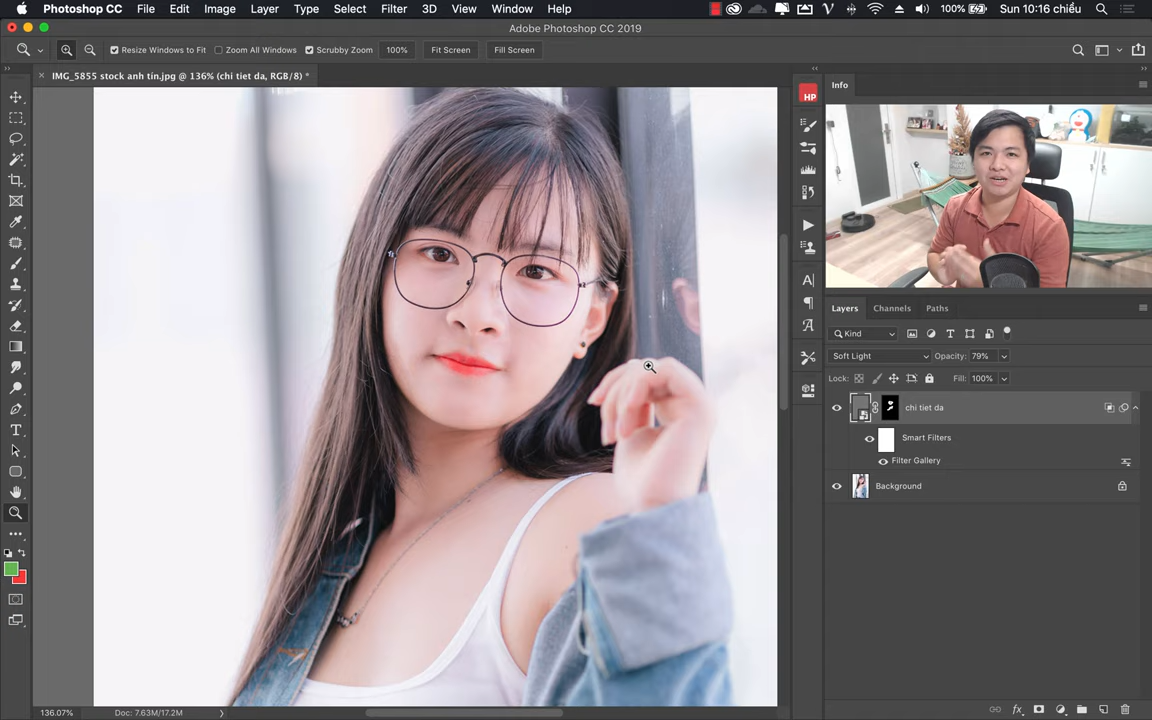 Photoshop CC File Edit Image Layer Type Select Filter 3D View Window Help 100% Sun 10:16 chiều
Adobe Photoshop CC 2019
Resize Windows to Fit Zoom All Windows Scrubby Zoom 100% Fit Screen Fill Screen
IMG_5855 stock anh tin.jpg @ 136% (chi tiet da, RGB/8) *
Info
HP
Layers Channels Paths
Kind
Soft Light Opacity: 79%
Lock: Fill: 100%
chi tiet da
Smart Filters
Filter Gallery
Background
136.07% Doc: 7.63M/17.2M